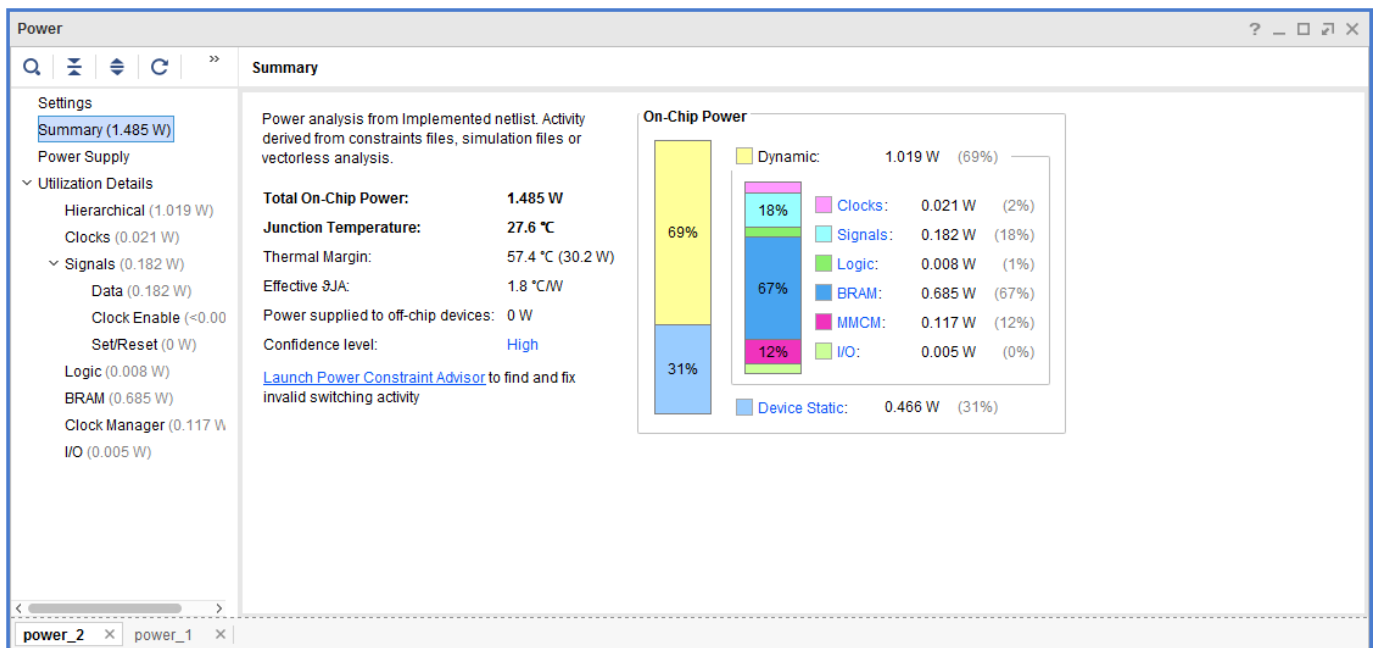 Power
?
»
Summary
Settings
Summary (1.485 W)
Power Supply
Utilization Details
Hierarchical (1.019 W)
Clocks (0.021 W)
Signals (0.182 W)
Data (0.182 W)
Clock Enable (<0.00
Set/Reset (0 W)
Logic (0.008 W)
BRAM (0.685 W)
Clock Manager (0.117 W
I/O (0.005 W)
Power analysis from Implemented netlist. Activity
derived from constraints files, simulation files or
vectorless analysis.
Total On-Chip Power: 1.485 W
Junction Temperature: 27.6 °C
Thermal Margin: 57.4 °C (30.2 W)
Effective ϑJA: 1.8 °C/W
Power supplied to off-chip devices: 0 W
Confidence level: High
Launch Power Constraint Advisor to find and fix
invalid switching activity
On-Chip Power
69%
31%
Dynamic: 1.019 W (69%)
18%
67%
12%
Clocks: 0.021 W (2%)
Signals: 0.182 W (18%)
Logic: 0.008 W (1%)
BRAM: 0.685 W (67%)
MMCM: 0.117 W (12%)
I/O: 0.005 W (0%)
Device Static: 0.466 W (31%)
power_2 power_1